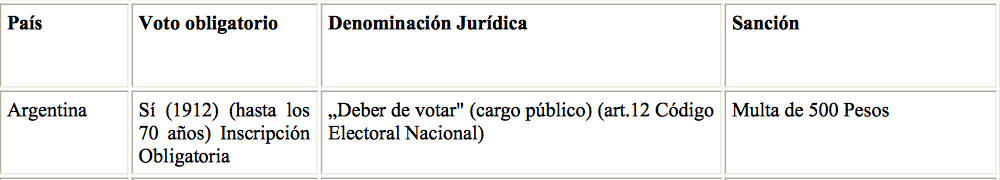 País Voto obligatorio Denominación Jurídica Sanción
Argentina Sí (1912) (hasta los „Deber de votar" (cargo público) (art.12 Código Multa de 500 Pesos
70 años) Inscripción Electoral Nacional)
Obligatoria